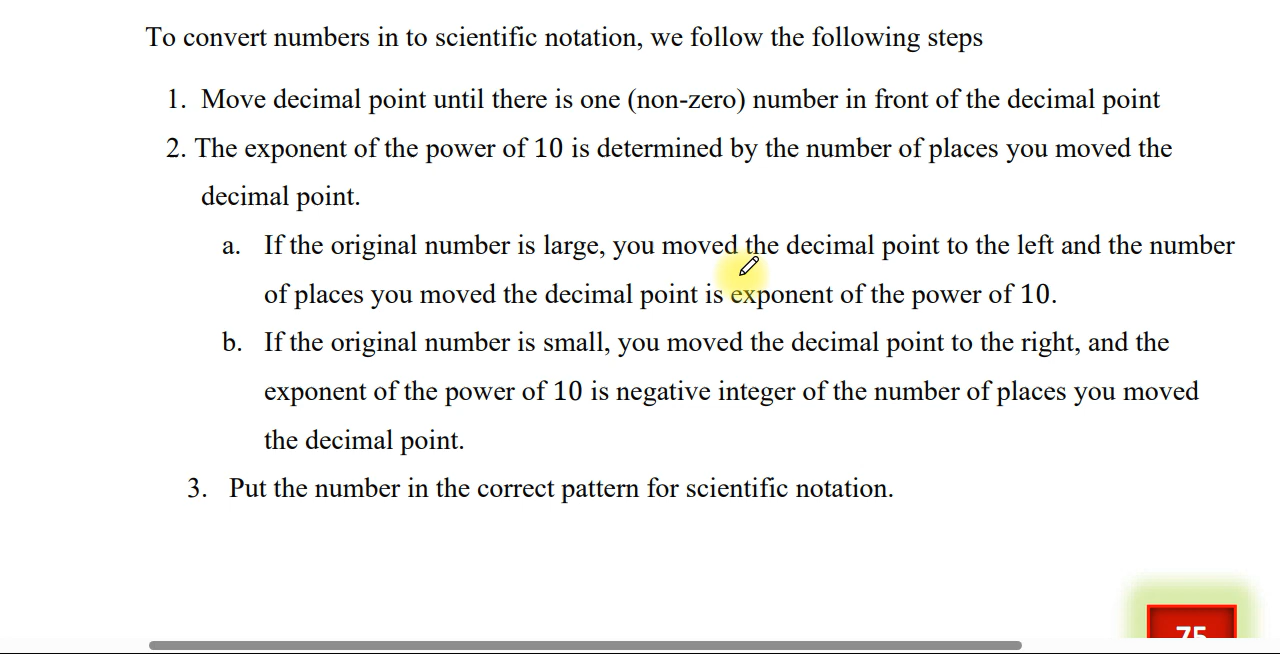 To convert numbers in to scientific notation, we follow the following steps
1. Move decimal point until there is one (non-zero) number in front of the decimal point
2. The exponent of the power of 10 is determined by the number of places you moved the
decimal point.
a. If the original number is large, you moved the decimal point to the left and the number
of places you moved the decimal point is exponent of the power of 10.
b. If the original number is small, you moved the decimal point to the right, and the
exponent of the power of 10 is negative integer of the number of places you moved
the decimal point.
3. Put the number in the correct pattern for scientific notation.
75